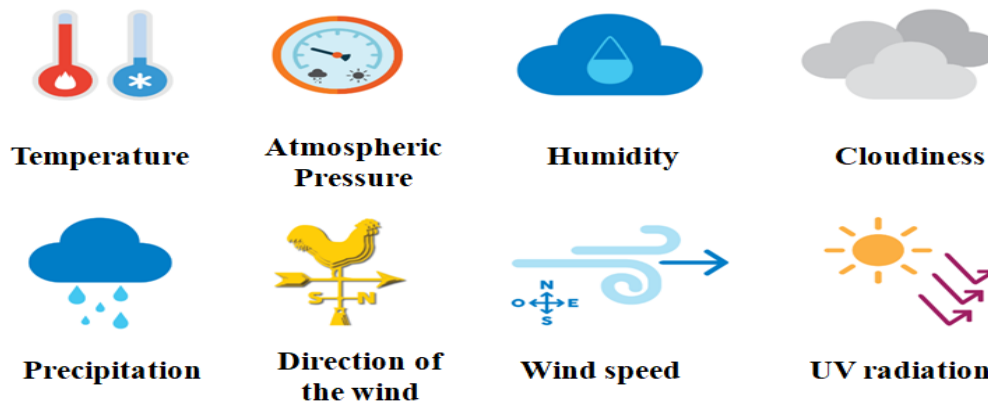 Temperature
Atmospheric
Pressure
Humidity
Cloudiness
S N
N
O E
S
Precipitation
Direction of
the wind
Wind speed
UV radiation